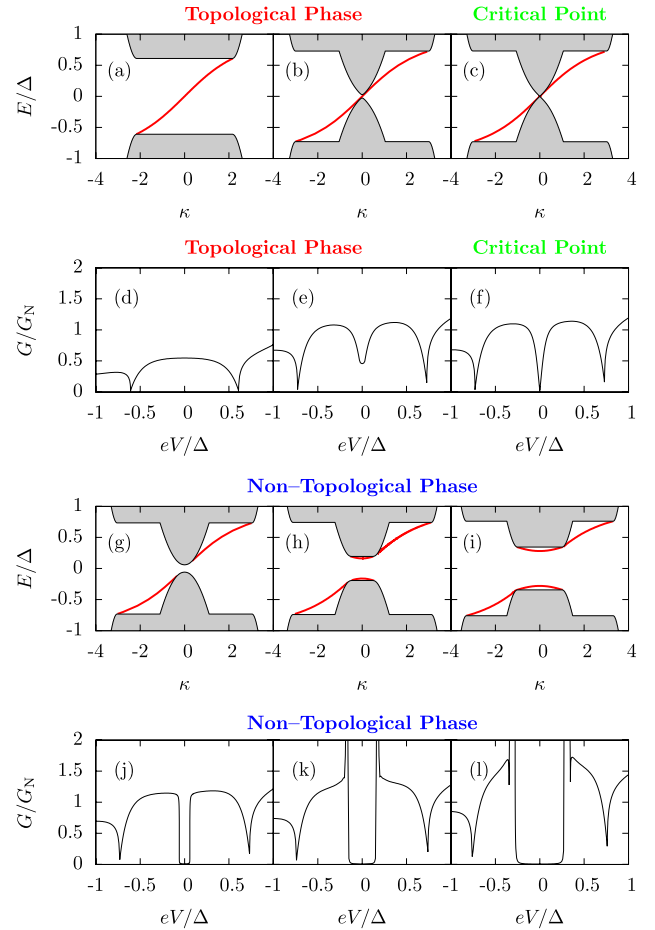 Topological Phase Critical Point
1
0.5
0
-0.5
-1
E/Δ
(a) (b) (c)
-4 -2 0 2 -4 -2 0 2 -4 -2 0 2 4
κ κ κ
Topological Phase Critical Point
2
1.5
1
0.5
0
G/G_N
(d) (e) (f)
-1 -0.5 0 0.5 -1 -0.5 0 0.5 -1 -0.5 0 0.5 1
eV/Δ eV/Δ eV/Δ
Non–Topological Phase
1
0.5
0
-0.5
-1
E/Δ
(g) (h) (i)
-4 -2 0 2 -4 -2 0 2 -4 -2 0 2 4
κ κ κ
Non–Topological Phase
2
1.5
1
0.5
0
G/G_N
(j) (k) (l)
-1 -0.5 0 0.5 -1 -0.5 0 0.5 -1 -0.5 0 0.5 1
eV/Δ eV/Δ eV/Δ